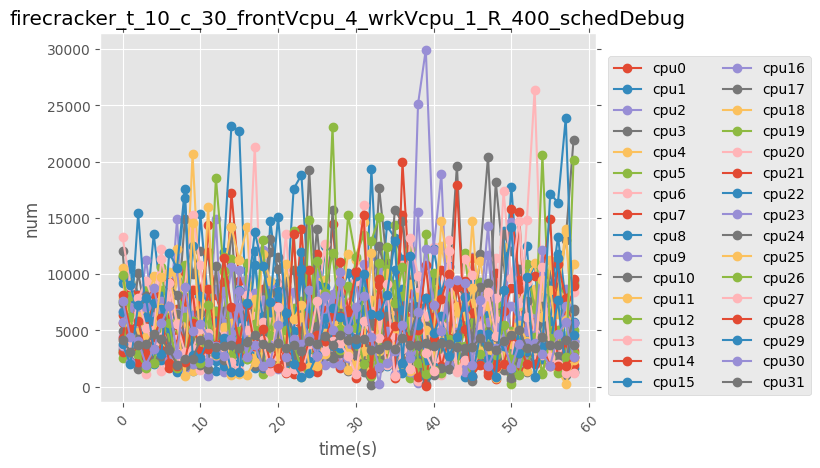 firecracker_t_10_c_30_frontVcpu_4_wrkVcpu_1_R_400_schedDebug
30000
25000
20000
15000
10000
5000
0
num
0 10 20 30 40 50 60
time(s)
cpu0 cpu16
cpu1 cpu17
cpu2 cpu18
cpu3 cpu19
cpu4 cpu20
cpu5 cpu21
cpu6 cpu22
cpu7 cpu23
cpu8 cpu24
cpu9 cpu25
cpu10 cpu26
cpu11 cpu27
cpu12 cpu28
cpu13 cpu29
cpu14 cpu30
cpu15 cpu31